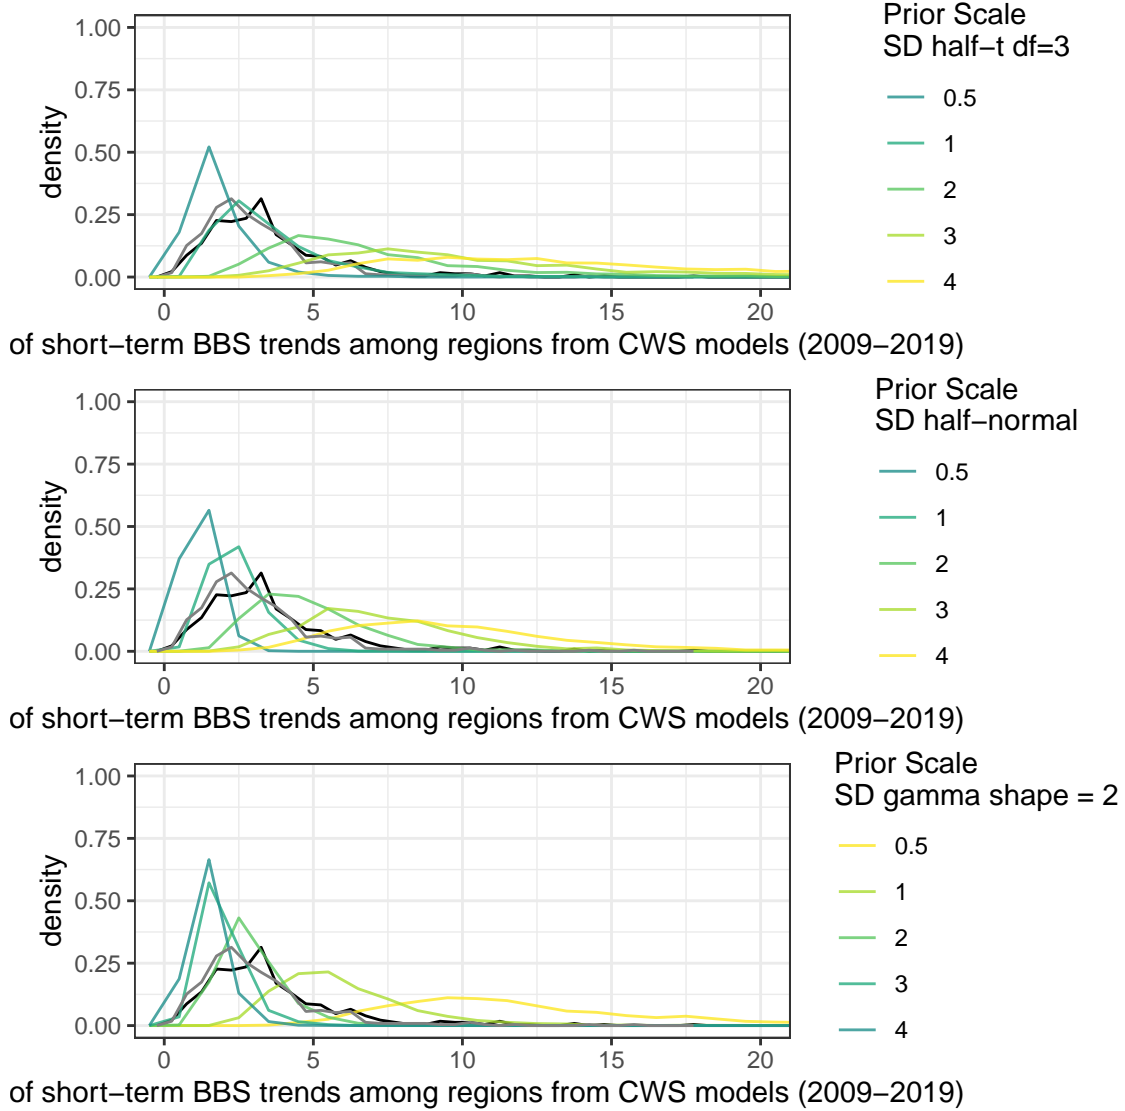 Prior Scale
SD half−t df=3
1.00
0.75
0.50
0.25
0.00
density
0 5 10 15 20
of short−term BBS trends among regions from CWS models (2009−2019)
0.5
1
2
3
4
Prior Scale
SD half−normal
1.00
0.75
0.50
0.25
0.00
density
0 5 10 15 20
of short−term BBS trends among regions from CWS models (2009−2019)
0.5
1
2
3
4
Prior Scale
SD gamma shape = 2
1.00
0.75
0.50
0.25
0.00
density
0 5 10 15 20
of short−term BBS trends among regions from CWS models (2009−2019)
0.5
1
2
3
4